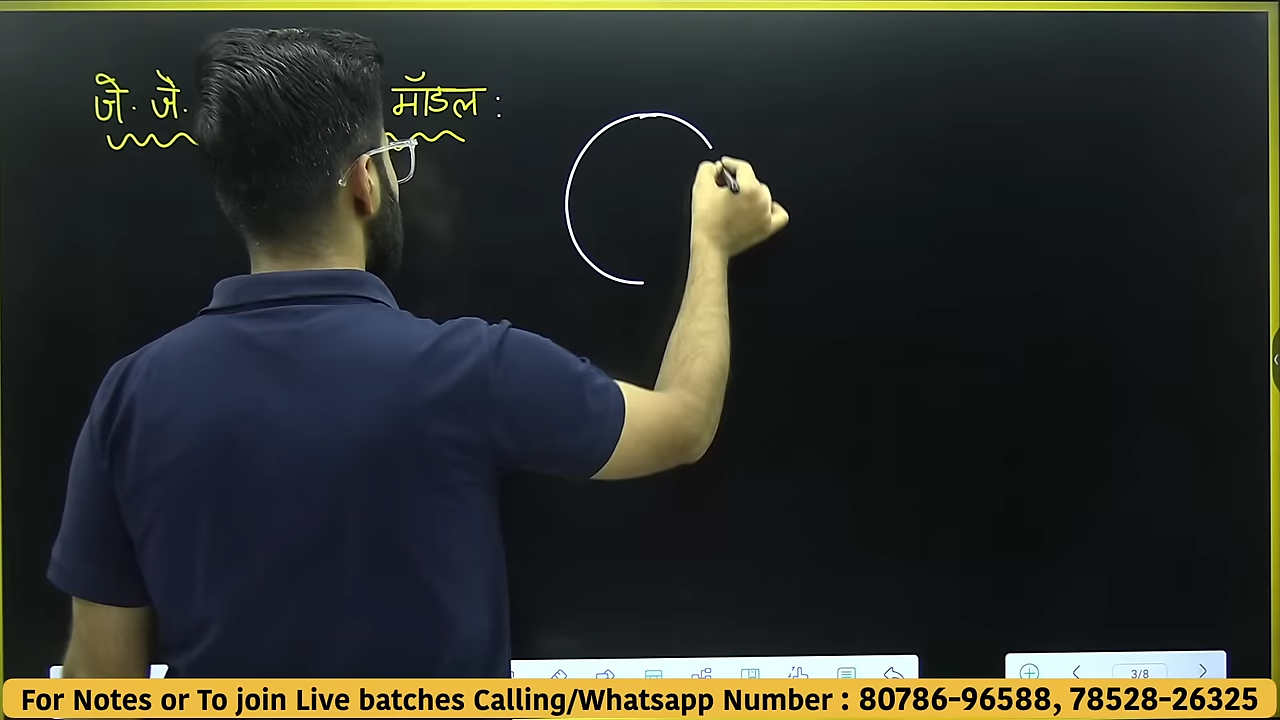 जे. जे. मॉडल :
3/8
For Notes or To join Live batches Calling/Whatsapp Number : 80786-96588, 78528-26325